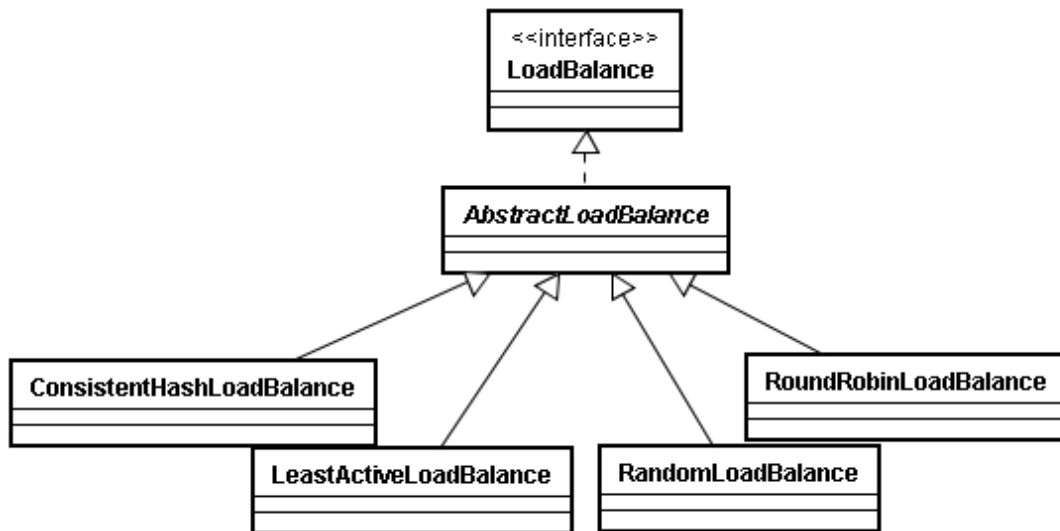 <<interface>>
LoadBalance
AbstractLoadBalance
ConsistentHashLoadBalance
RoundRobinLoadBalance
LeastActiveLoadBalance
RandomLoadBalance